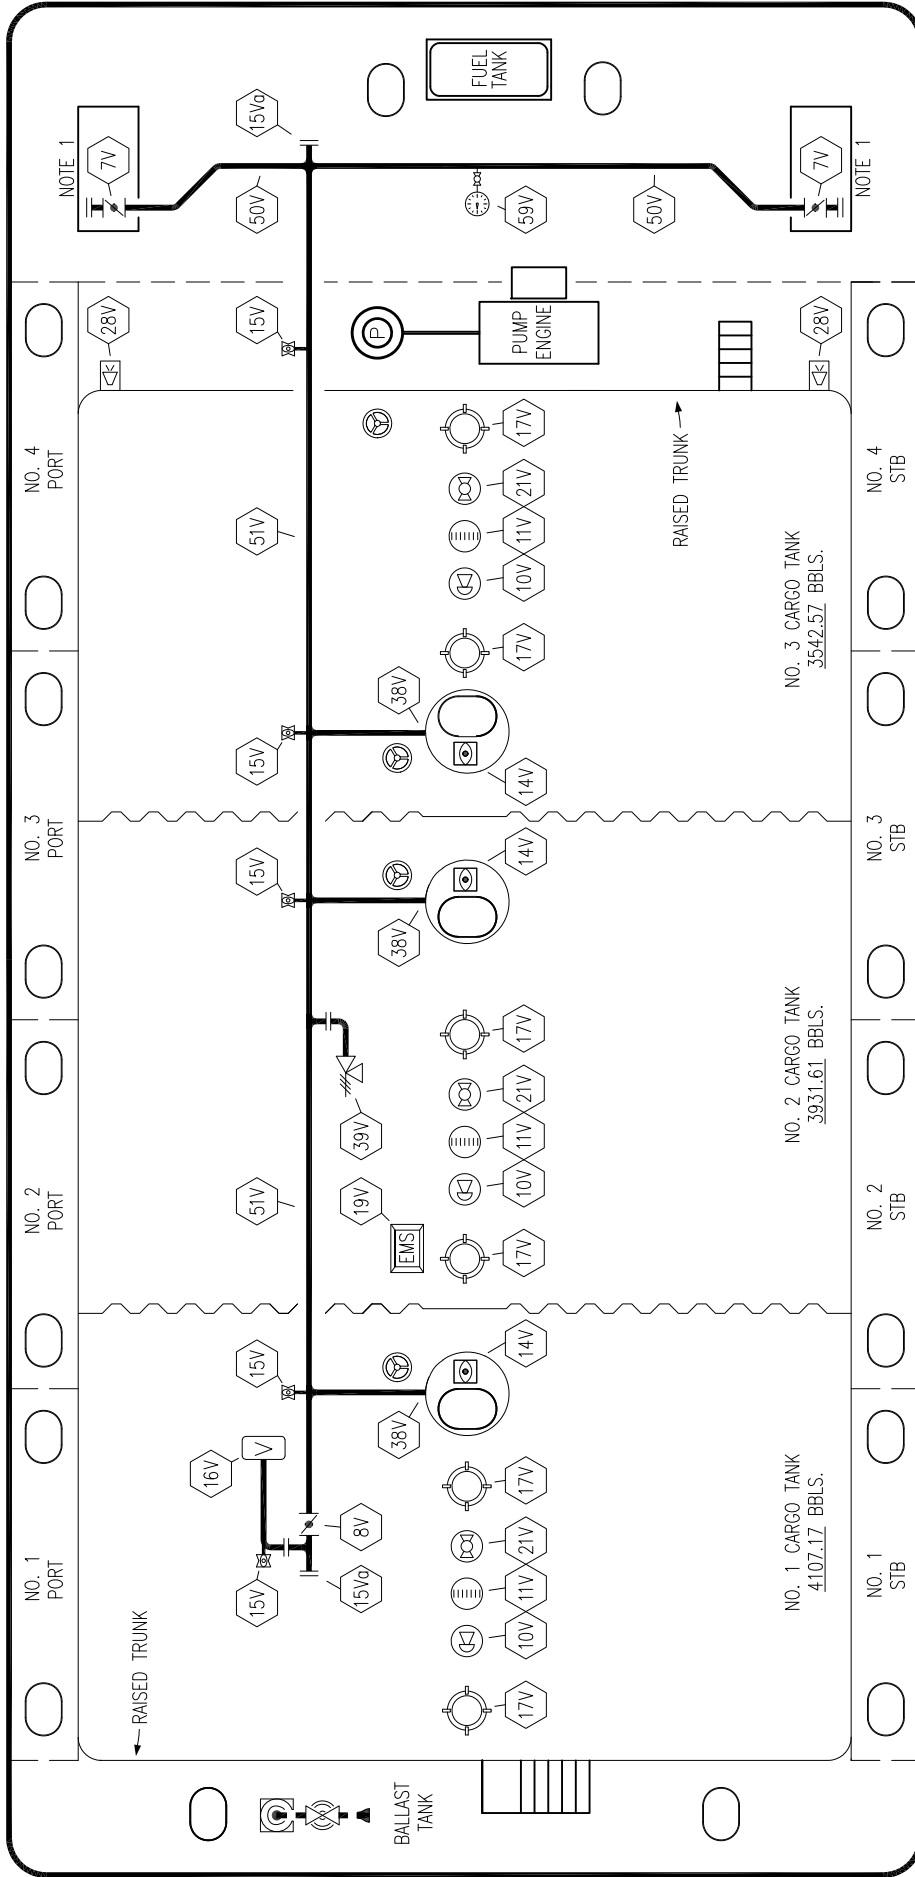 NO. 1
PORT
NO. 2
PORT
NO. 3
PORT
NO. 4
PORT
NOTE 1
7V
28V
RAISED TRUNK
16V
15V
15V
51V
15V
15V
51V
15V
50V
15Va
15Va
8V
39V
19V
EMS
V
P
38V
38V
38V
BALLAST
TANK
FUEL
TANK
17V
10V
11V
21V
17V
14V
17V
10V
11V
21V
17V
14V
14V
17V
10V
11V
21V
17V
PUMP
ENGINE
59V
50V
RAISED TRUNK
NO. 1 CARGO TANK
4107.17 BBLS.
NO. 2 CARGO TANK
3931.61 BBLS.
NO. 3 CARGO TANK
3542.57 BBLS.
28V
7V
NOTE 1
NO. 1
STB
NO. 2
STB
NO. 3
STB
NO. 4
STB